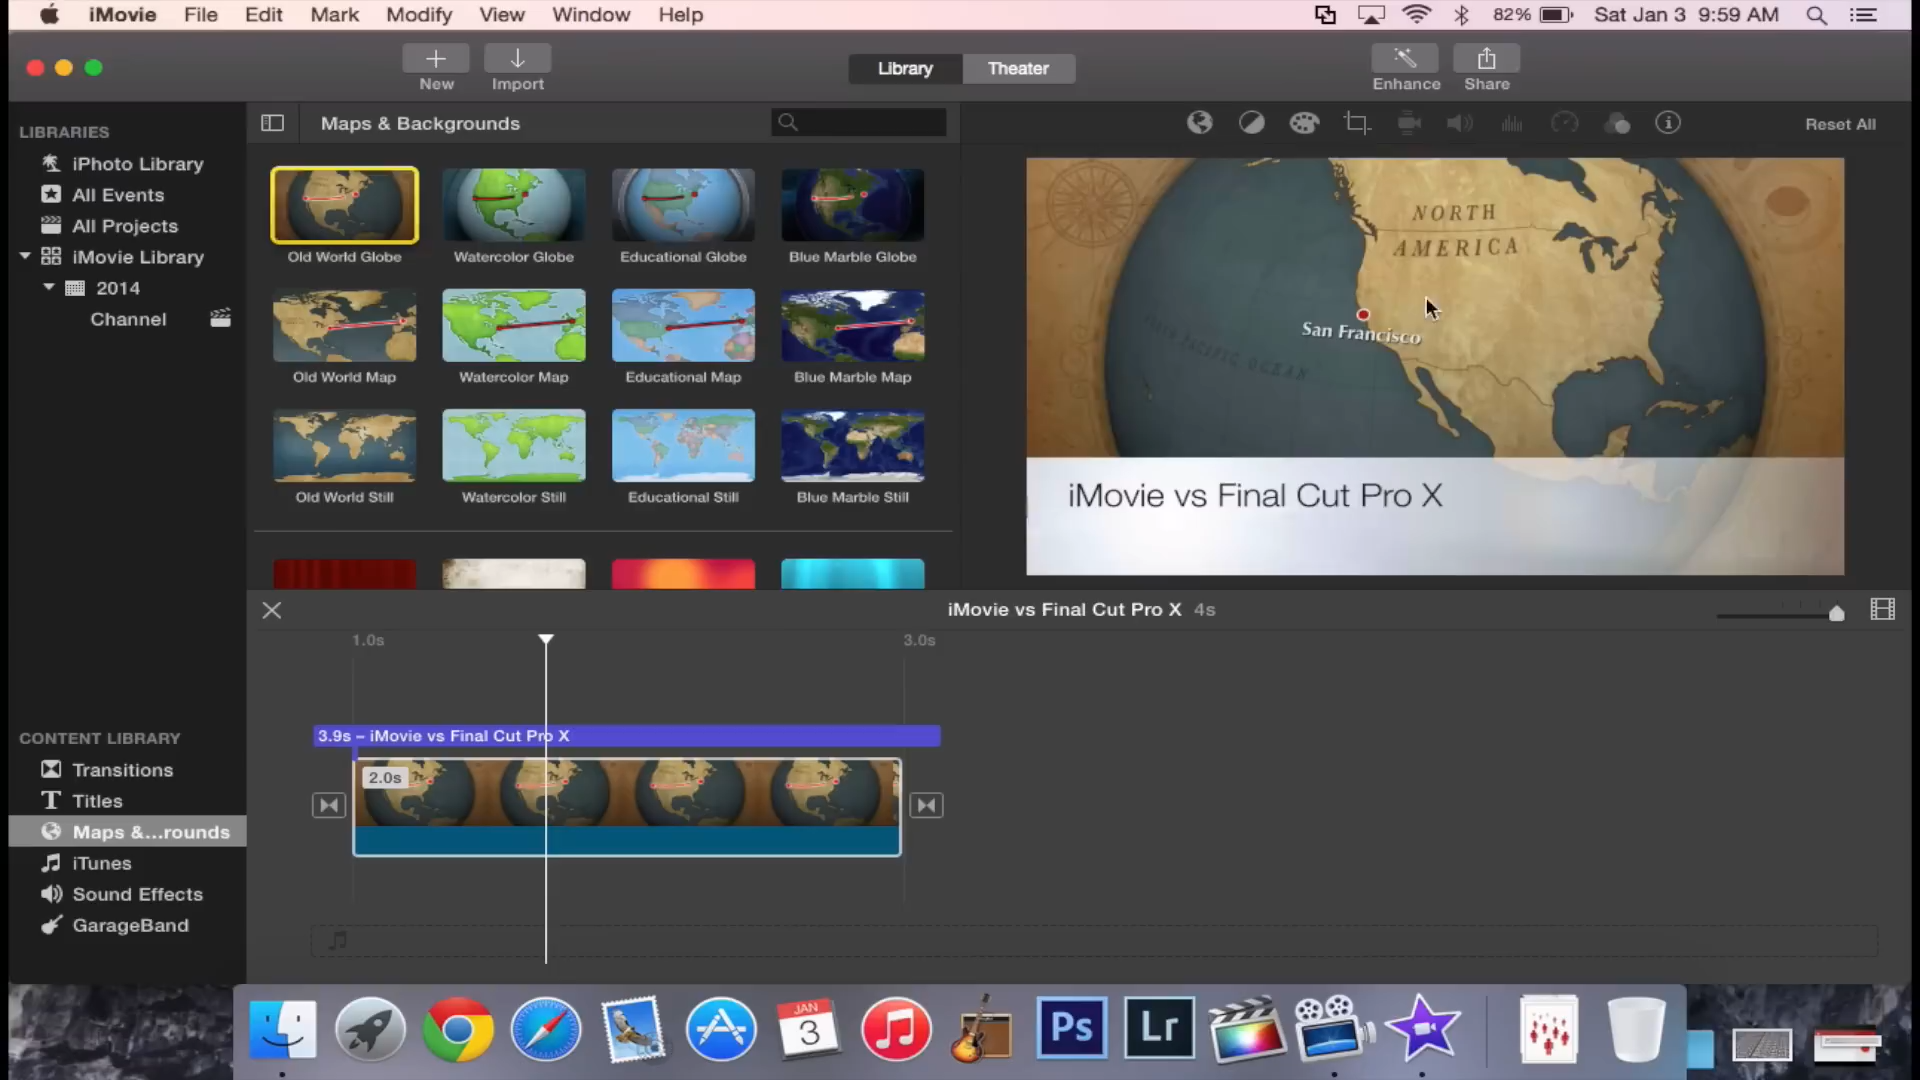 iMovie File Edit Mark Modify View Window Help
82% Sat Jan 3 9:59 AM
New Import
Library Theater
Enhance Share
LIBRARIES
iPhoto Library
All Events
All Projects
iMovie Library
2014
Channel
Maps & Backgrounds
Reset All
Old World Globe Watercolor Globe Educational Globe Blue Marble Globe
Old World Map Watercolor Map Educational Map Blue Marble Map
Old World Still Watercolor Still Educational Still Blue Marble Still
NORTH
AMERICA
San Francisco
PACIFIC OCEAN
iMovie vs Final Cut Pro X
iMovie vs Final Cut Pro X 4s
1.0s 3.0s
3.9s – iMovie vs Final Cut Pro X
2.0s
CONTENT LIBRARY
Transitions
Titles
Maps &...rounds
iTunes
Sound Effects
GarageBand
JAN
3
Ps Lr